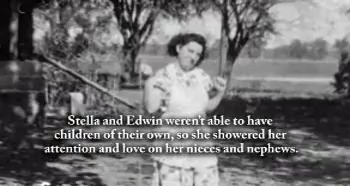 Stella and Edwin weren't able to have
children of their own, so she showered her
attention and love on her nieces and nephews.